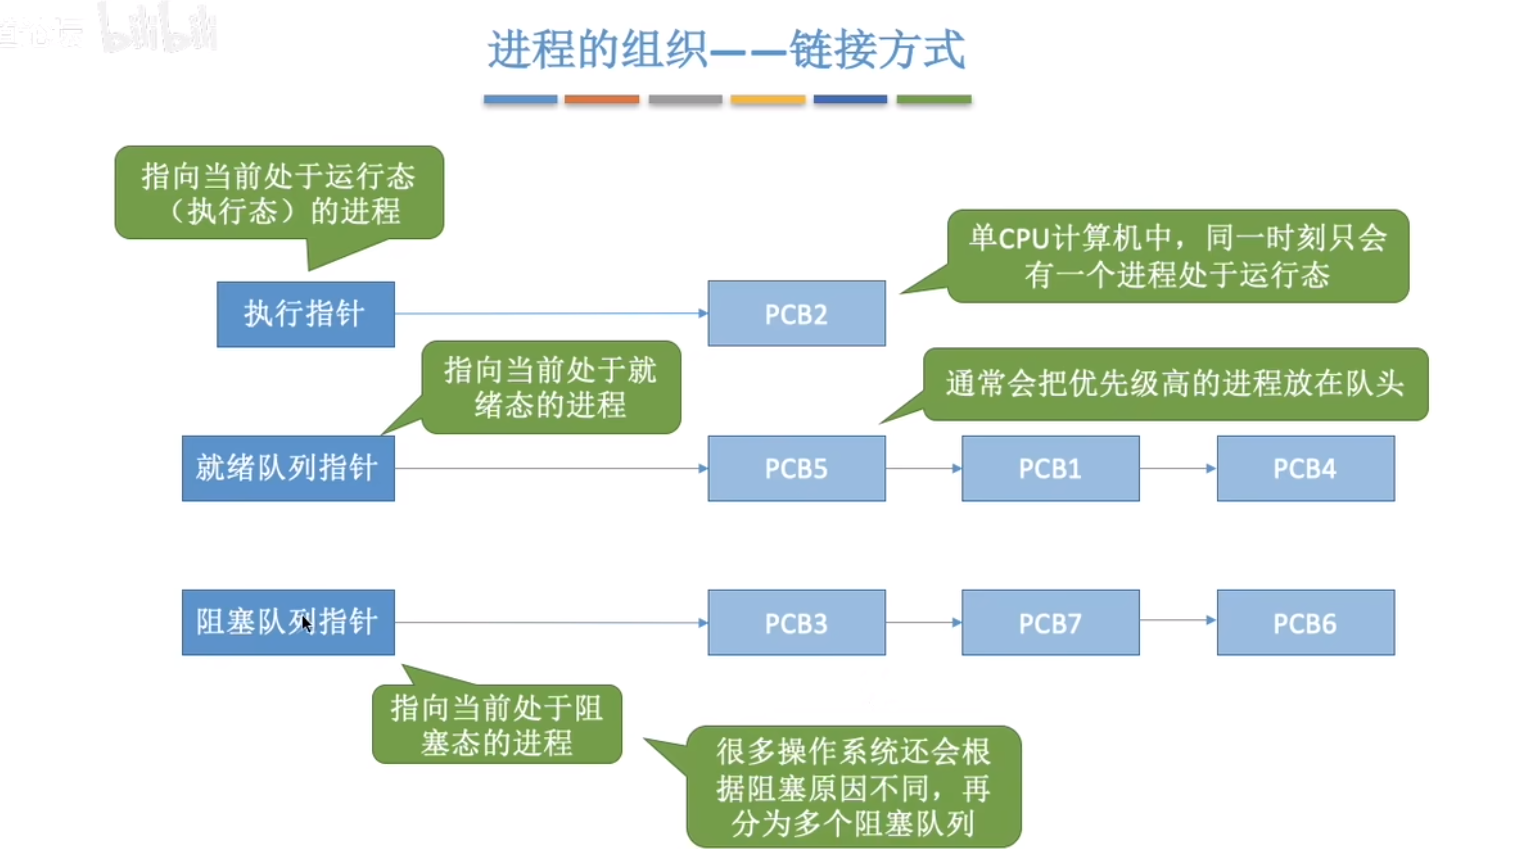 bilibili
进程的组织——链接方式
指向当前处于运行态
（执行态）的进程
单CPU计算机中，同一时刻只会
有一个进程处于运行态
执行指针
PCB2
指向当前处于就
绪态的进程
通常会把优先级高的进程放在队头
就绪队列指针
PCB5
PCB1
PCB4
阻塞队列指针
PCB3
PCB7
PCB6
指向当前处于阻
塞态的进程
很多操作系统还会根
据阻塞原因不同，再
分为多个阻塞队列